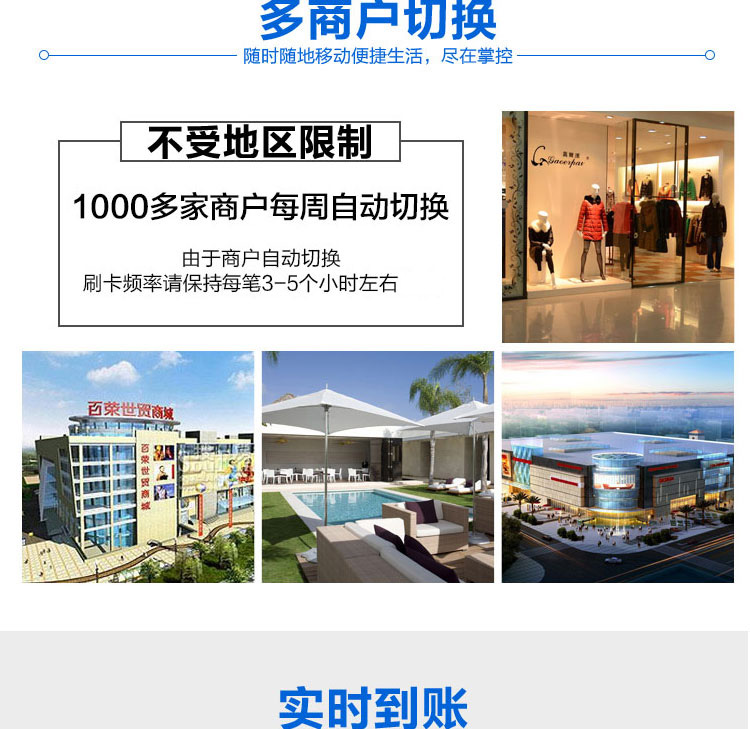 多商户切换
随时随地移动便捷生活，尽在掌控
不受地区限制
1000多家商户每周自动切换
由于商户自动切换
刷卡频率请保持每笔3-5个小时左右
百荣世贸商城
百荣世贸商城
实时到账